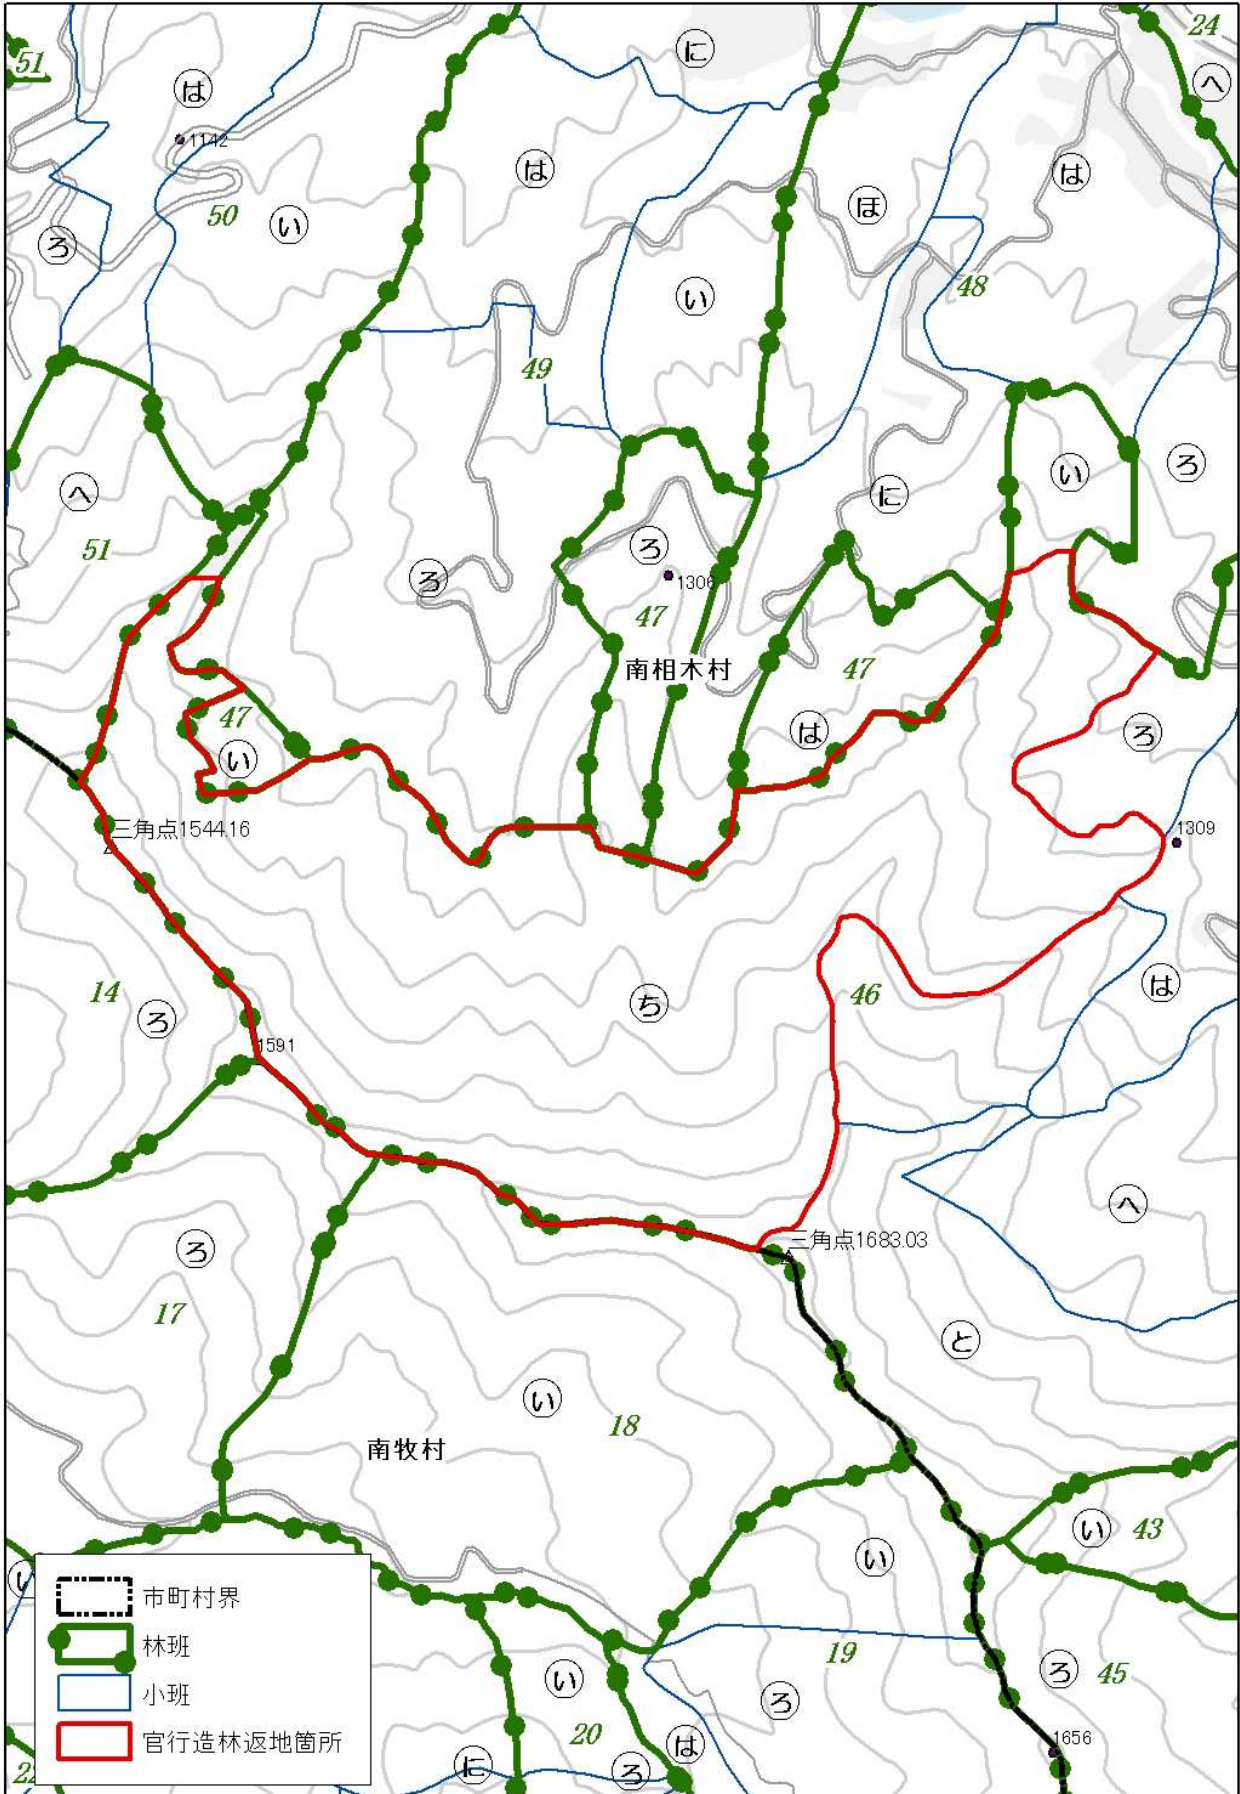 24
に
51
へ
は
1142
は
は
ほ
50
い
ろ
48
い
49
ろ
い
へ
に
51
ろ
ろ
1306
47
南相木村
47
47
は
ろ
い
三角点1544.16
1309
は
14
46
ち
ろ
1591
へ
三角点1683.03
ろ
17
と
い
18
南牧村
い
43
い
い
市町村界
林班
小班
官行造林返地箇所
19
ろ
45
い
ろ
20
1656
は
に
ろ
22